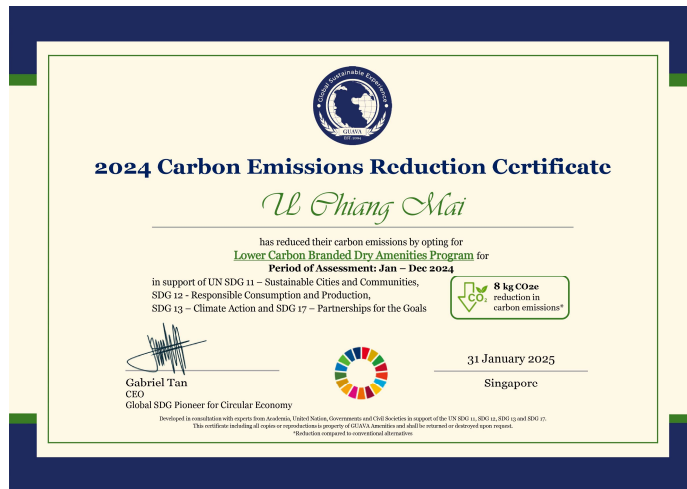 Global Sustainable Experience
GUAVA
2024 Carbon Emissions Reduction Certificate
U Chiang Mai
has reduced their carbon emissions by opting for
Lower Carbon Branded Dry Amenities Program for
Period of Assessment: Jan – Dec 2024
in support of UN SDG 11 – Sustainable Cities and Communities,
SDG 12 - Responsible Consumption and Production,
SDG 13 – Climate Action and SDG 17 – Partnerships for the Goals
CO₂
8 kg CO2e
reduction in
carbon emissions*
Gabriel Tan
CEO
Global SDG Pioneer for Circular Economy
31 January 2025
Singapore
Developed in consultation with experts from Academia, United Nation, Governments and Civil Societies in support of the UN SDG 11, SDG 12, SDG 13 and SDG 17.
This certificate including all copies or reproductions is property of GUAVA Amenities and shall be returned or destroyed upon request.
*Reduction compared to conventional alternatives